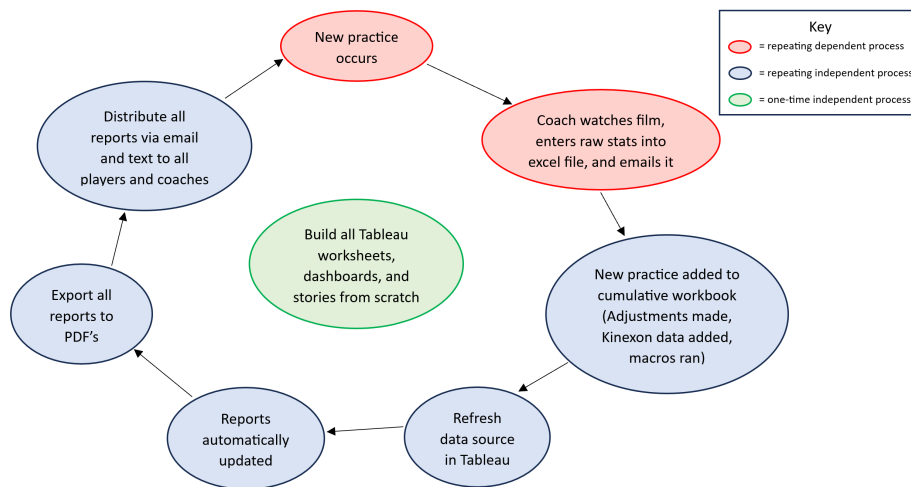 New practice
occurs
Key
= repeating dependent process
= repeating independent process
= one-time independent process
Coach watches film,
enters raw stats into
excel file, and emails it
New practice added to
cumulative workbook
(Adjustments made,
Kinexon data added,
macros ran)
Refresh
data source
in Tableau
Reports
automatically
updated
Export all
reports to
PDF's
Distribute all
reports via email
and text to all
players and coaches
Build all Tableau
worksheets,
dashboards, and
stories from scratch